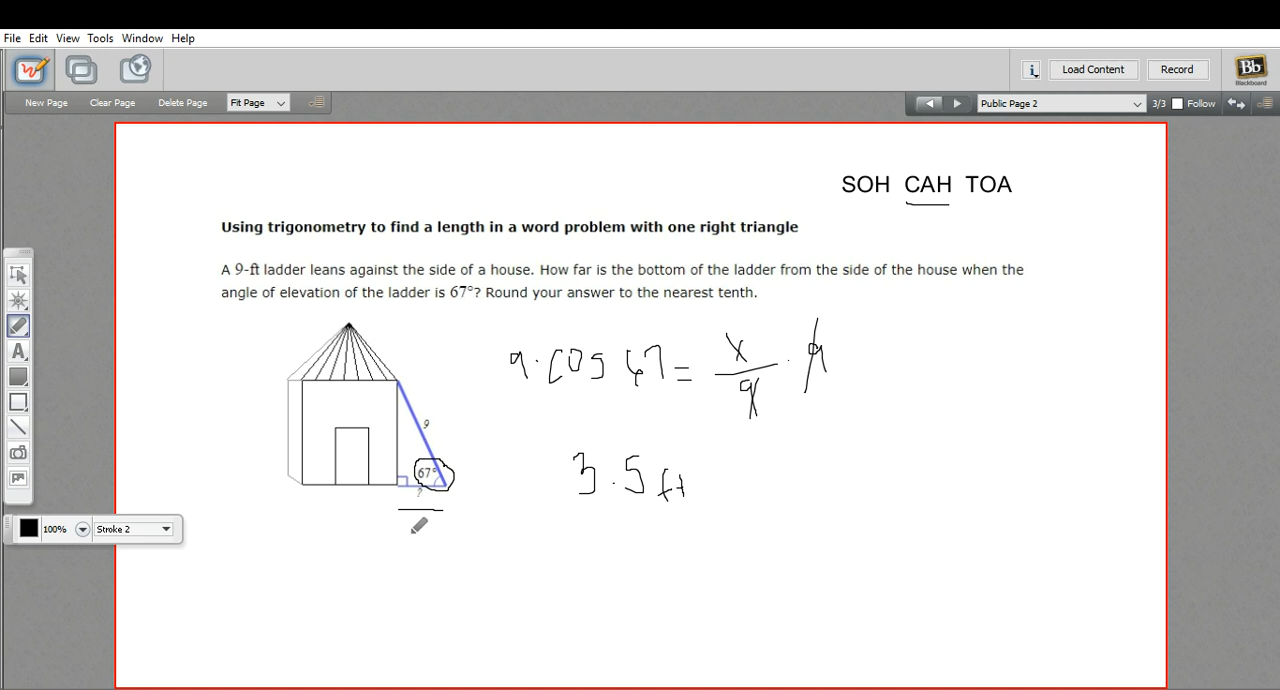 File Edit View Tools Window Help
i Load Content Record Bb
Blackboard
New Page Clear Page Delete Page Fit Page Public Page 2 3/3 Follow
SOH CAH TOA
Using trigonometry to find a length in a word problem with one right triangle
A 9-ft ladder leans against the side of a house. How far is the bottom of the ladder from the side of the house when the
angle of elevation of the ladder is 67°? Round your answer to the nearest tenth.
9 · cos 67 = x/9 · 9
9
67°
?
3.5 ft
A
100% Stroke 2